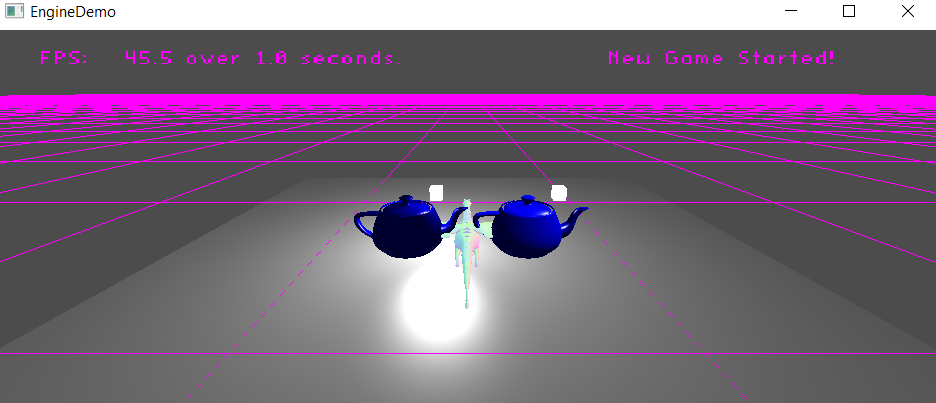 EngineDemo
FPS: 45.5 over 1.0 seconds.
New Game Started!